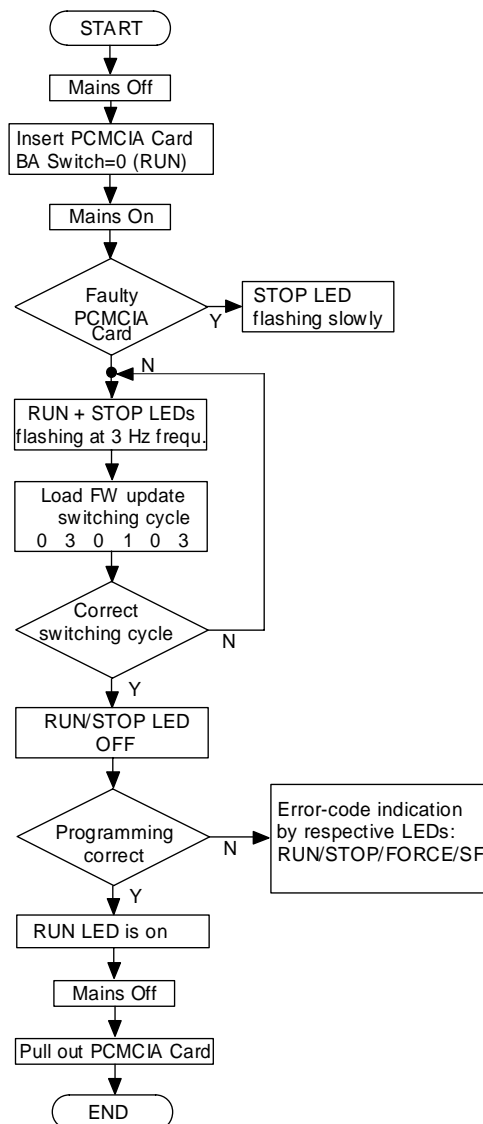 START
Mains Off
Insert PCMCIA Card
BA Switch=0 (RUN)
Mains On
Faulty
PCMCIA
Card
Y
STOP LED
flashing slowly
N
RUN + STOP LEDs
flashing at 3 Hz frequ.
Load FW update
switching cycle
0 3 0 1 0 3
Correct
switching cycle
N
Y
RUN/STOP LED
OFF
Programming
correct
N
Error-code indication
by respective LEDs:
RUN/STOP/FORCE/SF
Y
RUN LED is on
Mains Off
Pull out PCMCIA Card
END